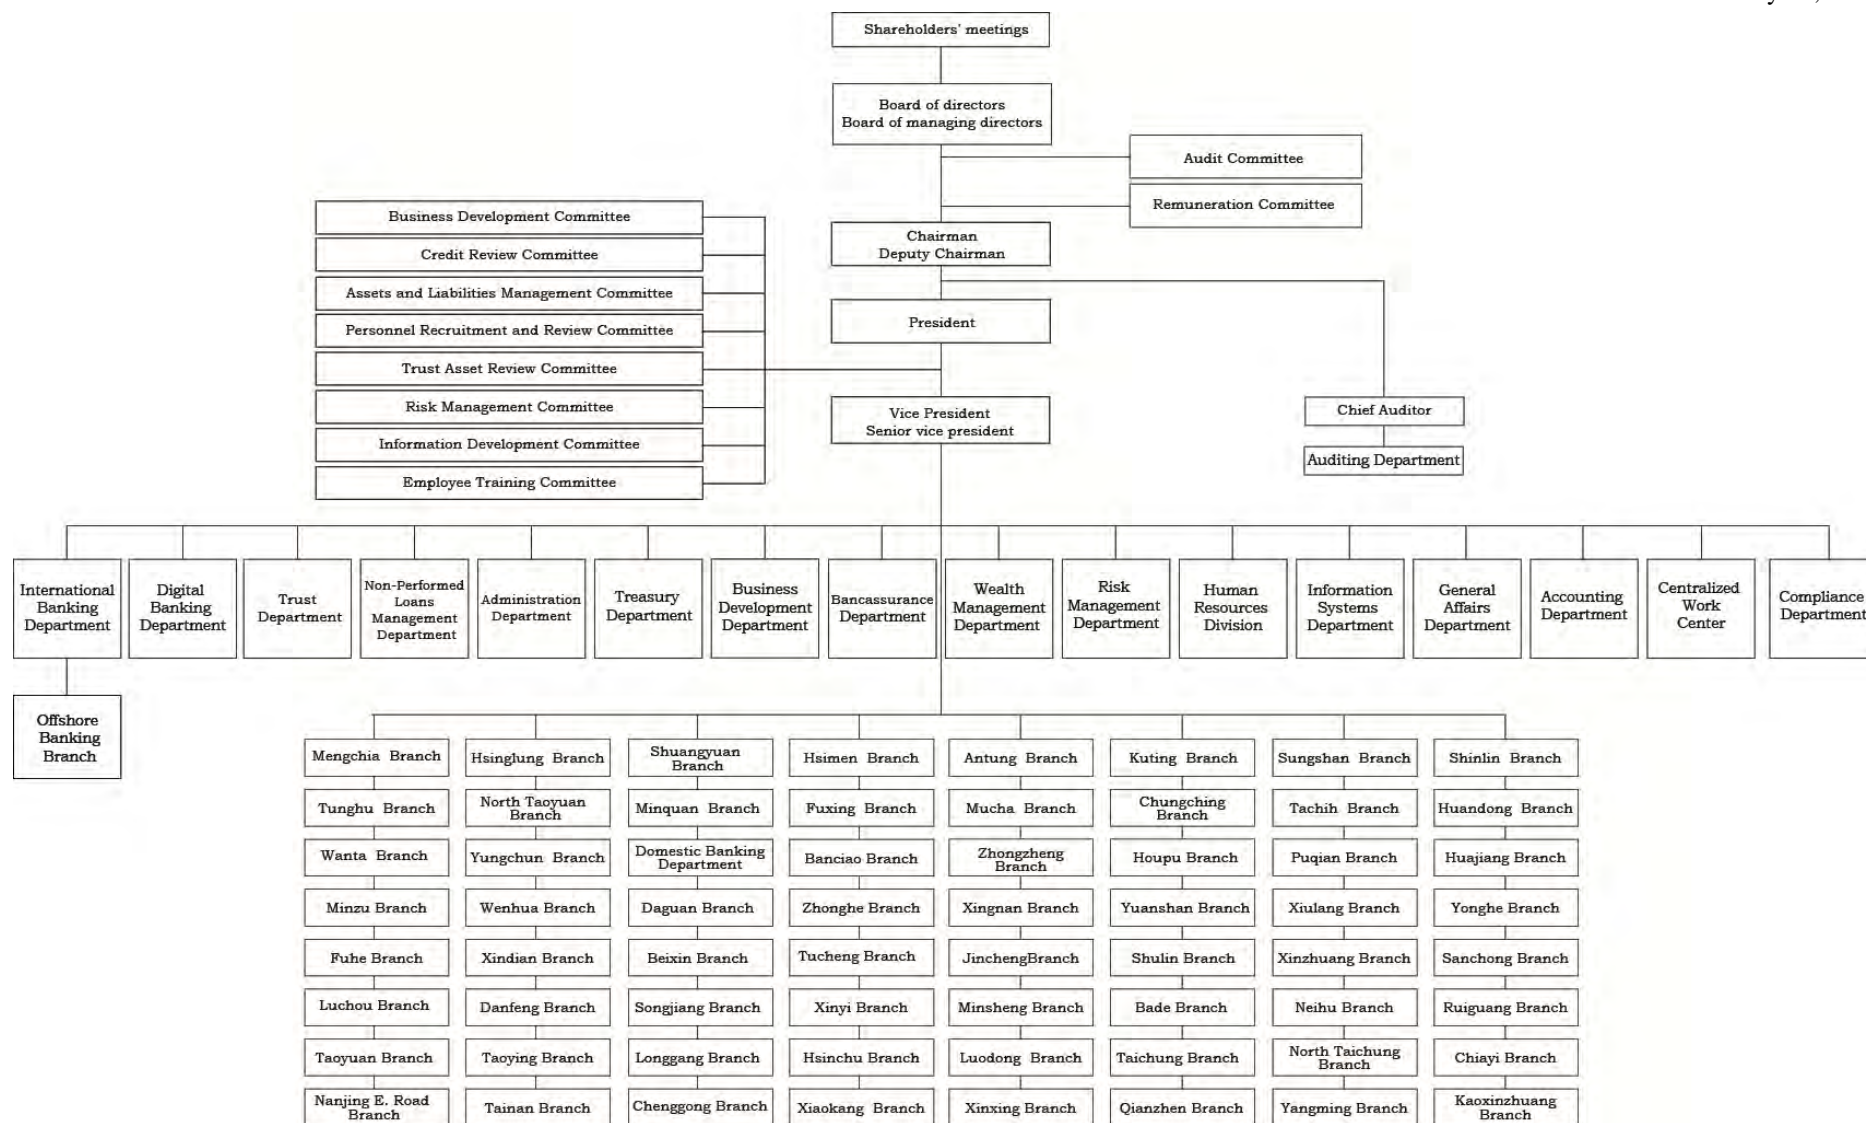 Shareholders' meetings
Board of directors
Board of managing directors
Audit Committee
Remuneration Committee
Business Development Committee
Credit Review Committee
Assets and Liabilities Management Committee
Personnel Recruitment and Review Committee
Trust Asset Review Committee
Risk Management Committee
Information Development Committee
Employee Training Committee
Chairman
Deputy Chairman
President
Vice President
Senior vice president
Chief Auditor
Auditing Department
International
Banking
Department
Digital
Banking
Department
Trust
Department
Non-Performed
Loans
Management
Department
Administration
Department
Treasury
Department
Business
Development
Department
Bancassurance
Department
Wealth
Management
Department
Risk
Management
Department
Human
Resources
Division
Information
Systems
Department
General
Affairs
Department
Accounting
Department
Centralized
Work
Center
Compliance
Department
Offshore
Banking
Branch
Mengchia Branch
Hsinglung Branch
Shuangyuan
Branch
Hsimen Branch
Antung Branch
Kuting Branch
Sungshan Branch
Shinlin Branch
Tunghu Branch
North Taoyuan
Branch
Minquan Branch
Fuxing Branch
Mucha Branch
Chungching
Branch
Tachih Branch
Huandong Branch
Wanta Branch
Yungchun Branch
Domestic Banking
Department
Banciao Branch
Zhongzheng
Branch
Houpu Branch
Puqian Branch
Huajiang Branch
Minzu Branch
Wenhua Branch
Daguan Branch
Zhonghe Branch
Xingnan Branch
Yuanshan Branch
Xiulang Branch
Yonghe Branch
Fuhe Branch
Xindian Branch
Beixin Branch
Tucheng Branch
JinchengBranch
Shulin Branch
Xinzhuang Branch
Sanchong Branch
Luchou Branch
Danfeng Branch
Songjiang Branch
Xinyi Branch
Minsheng Branch
Bade Branch
Neihu Branch
Ruiguang Branch
Taoyuan Branch
Taoying Branch
Longgang Branch
Hsinchu Branch
Luodong Branch
Taichung Branch
North Taichung
Branch
Chiayi Branch
Nanjing E. Road
Branch
Tainan Branch
Chenggong Branch
Xiaokang Branch
Xinxing Branch
Qianzhen Branch
Yangming Branch
Kaoxinzhuang
Branch